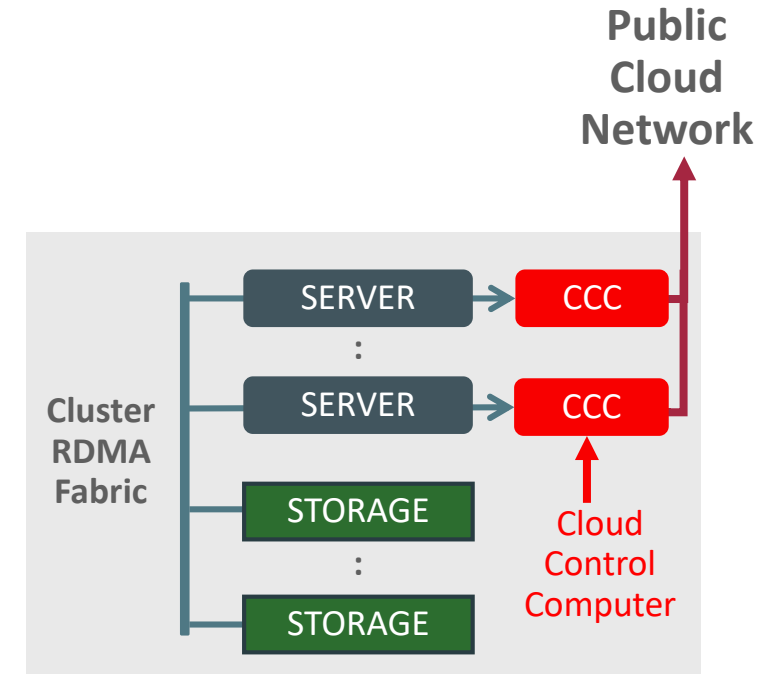 Public
Cloud
Network
SERVER
CCC
:
SERVER
CCC
Cluster
RDMA
Fabric
STORAGE
:
STORAGE
Cloud
Control
Computer